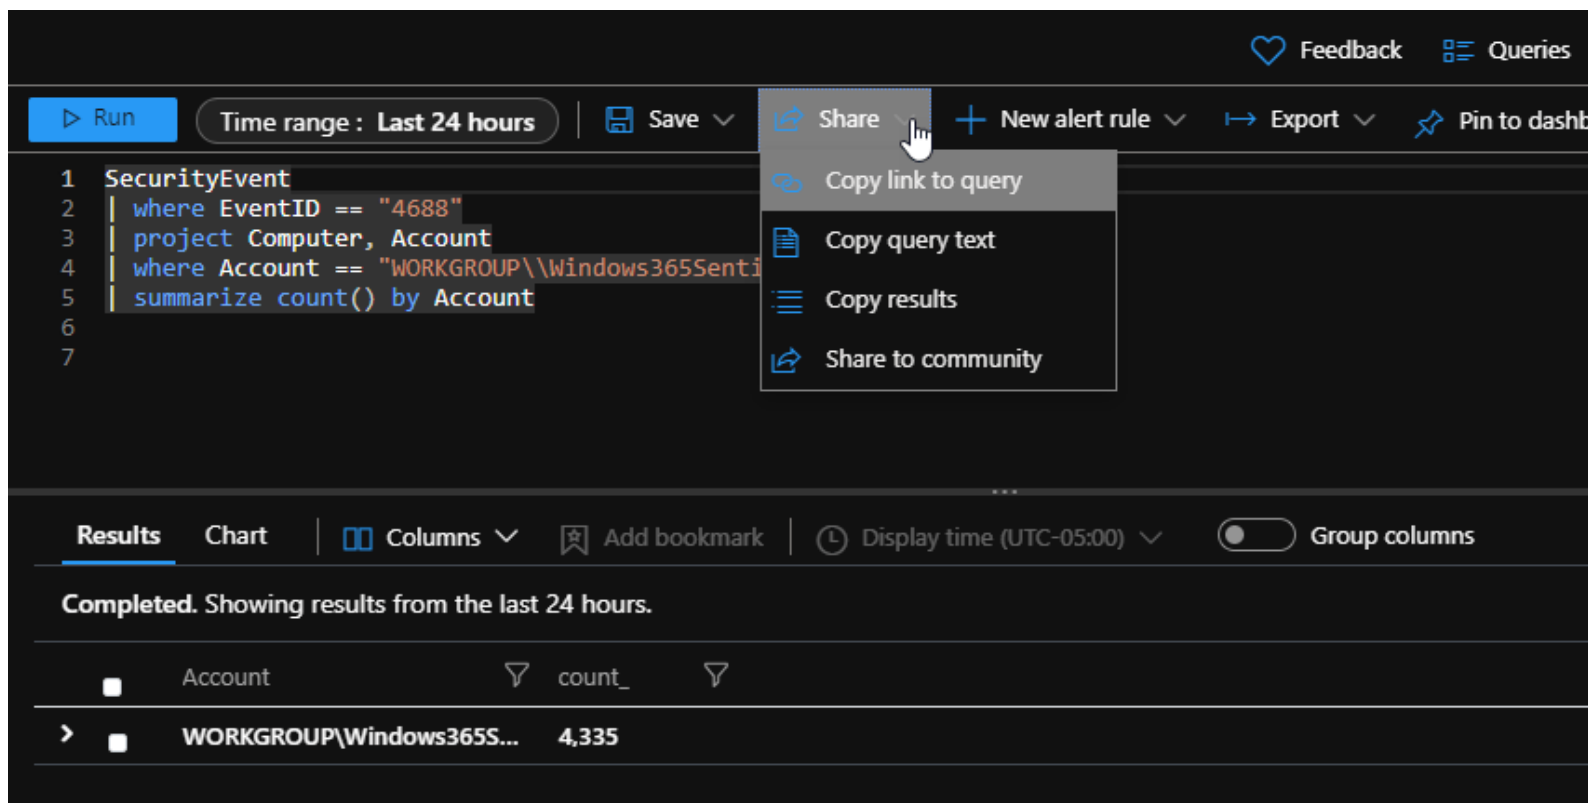 Feedback Queries
Run Time range : Last 24 hours Save Share New alert rule Export Pin to
1 SecurityEvent
2 | where EventID == "4688"
3 | project Computer, Account
4 | where Account == "WORKGROUP\\Windows365Senti
5 | summarize count() by Account
6
7
Copy link to query
Copy query text
Copy results
Share to community
Results Chart Columns Add bookmark Display time (UTC-05:00) Group columns
Completed. Showing results from the last 24 hours.
Account count_
WORKGROUP\Windows365S... 4,335